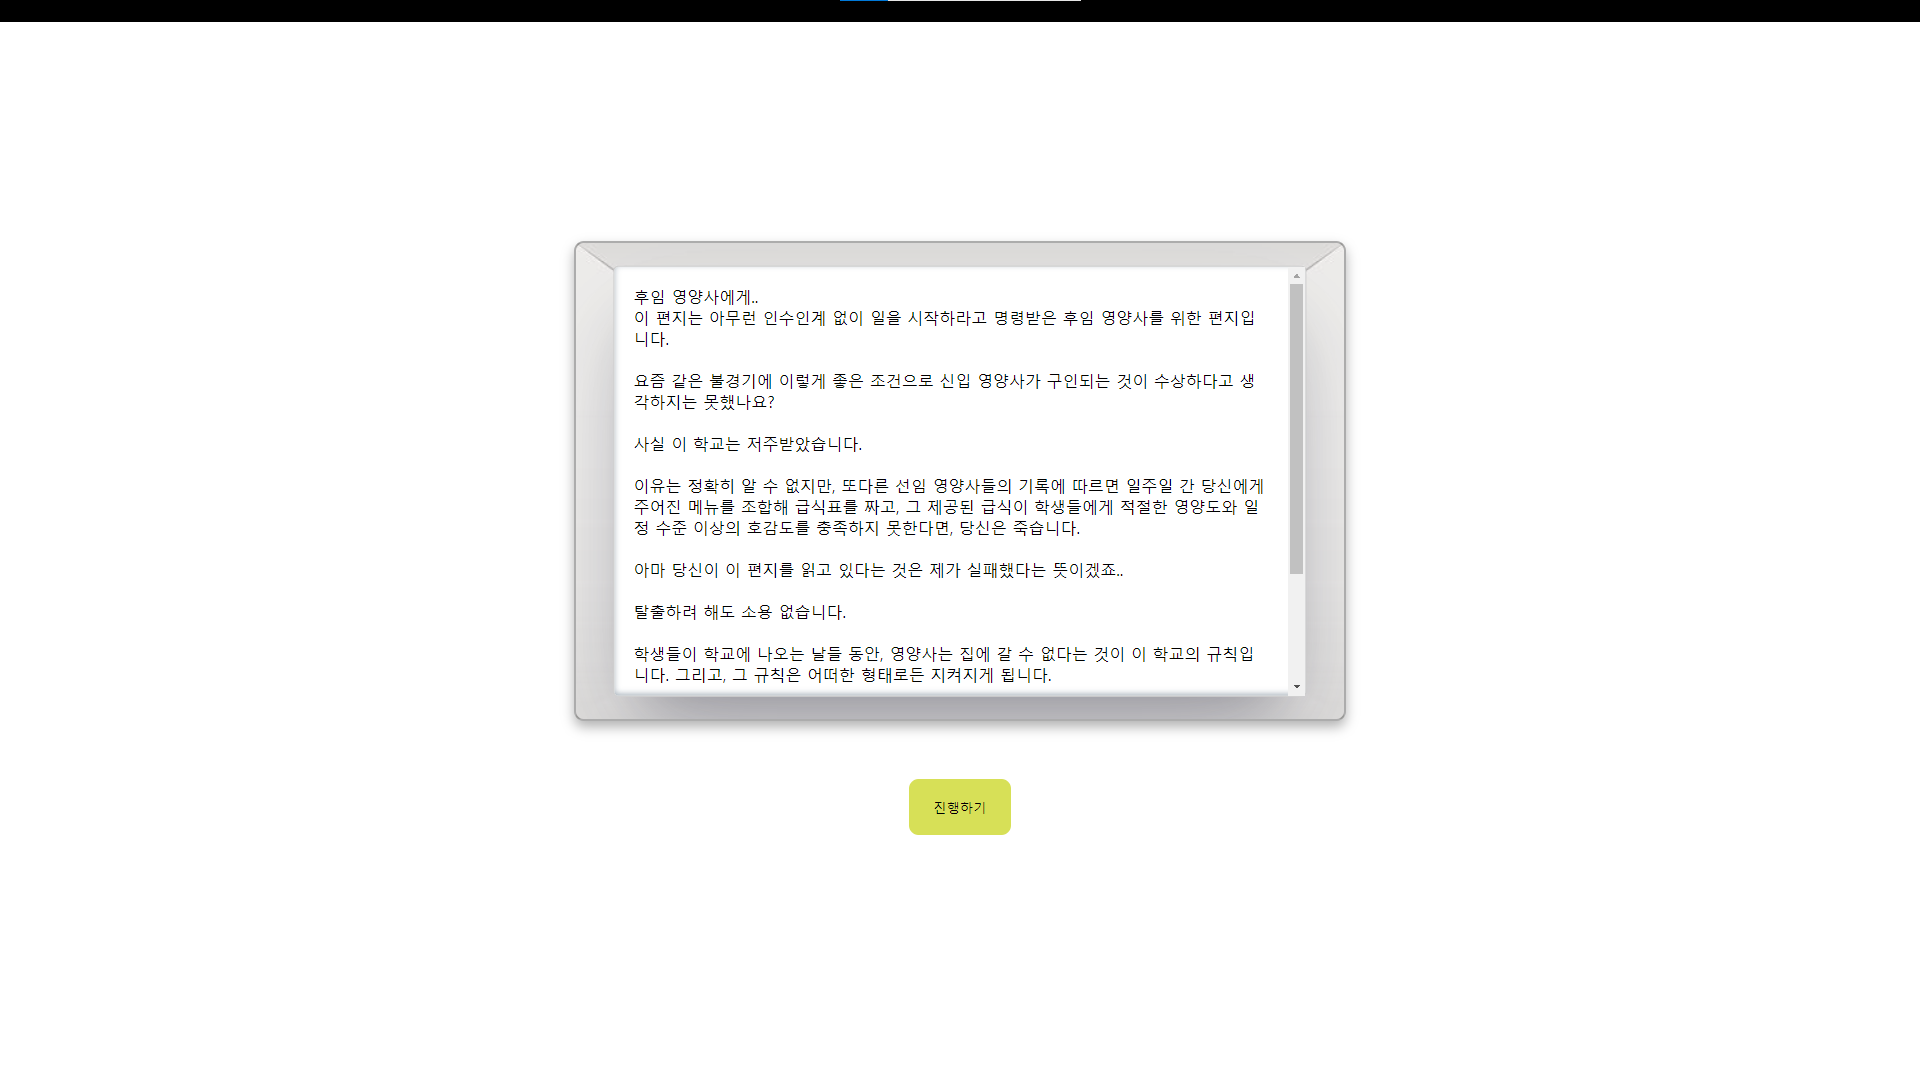 후임 영양사에게..
이 편지는 아무런 인수인계 없이 일을 시작하라고 명령받은 후임 영양사를 위한 편지입
니다.
요즘 같은 불경기에 이렇게 좋은 조건으로 신입 영양사가 구인되는 것이 수상하다고 생
각하지는 못했나요?
사실 이 학교는 저주받았습니다.
이유는 정확히 알 수 없지만, 또다른 선임 영양사들의 기록에 따르면 일주일 간 당신에게
주어진 메뉴를 조합해 급식표를 짜고, 그 제공된 급식이 학생들에게 적절한 영양도와 일
정 수준 이상의 호감도를 충족하지 못한다면, 당신은 죽습니다.
아마 당신이 이 편지를 읽고 있다는 것은 제가 실패했다는 뜻이겠죠..
탈출하려 해도 소용 없습니다.
학생들이 학교에 나오는 날들 동안, 영양사는 집에 갈 수 없다는 것이 이 학교의 규칙입
니다. 그리고, 그 규칙은 어떠한 형태로든 지켜지게 됩니다.
진행하기